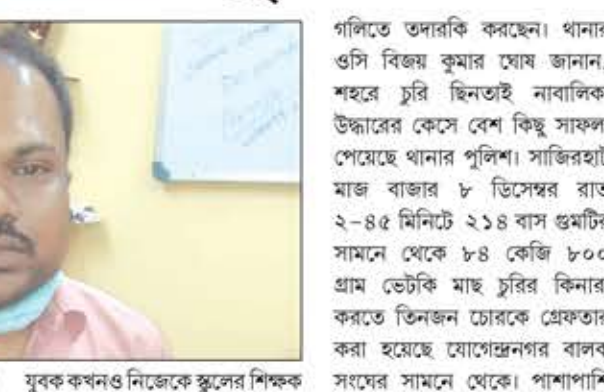 যুবক কখনও নিজেকে স্কুলের শিক্ষক
গলিতে তদারকি করছেন। থানার
ওসি বিজয় কুমার ঘোষ জানান,
শহরে চুরি ছিনতাই নাবালিকা
উদ্ধারের কেসে বেশ কিছু সাফল্য
পেয়েছে থানার পুলিশ। সাজিরহাট
মাজ বাজার ৮ ডিসেম্বর রাত
২-৪৫ মিনিটে ২১৪ বাস গুমটির
সামনে থেকে ৮৪ কেজি ৮০০
গ্রাম ভেটকি মাছ চুরির কিনারা
করতে তিনজন চোরকে গ্রেফতার
করা হয়েছে যোগেন্দ্রনগর বালক
সংঘের সামনে থেকে। পাশাপাশি